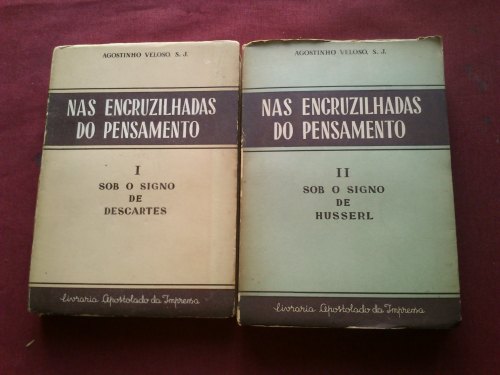 AGOSTINHO VELOSO, S. J.
NAS ENCRUZILHADAS
DO PENSAMENTO
I
SOB O SIGNO
DE
DESCARTES
Livraria Apostolado da Imprensa
AGOSTINHO VELOSO, S. J.
NAS ENCRUZILHADAS
DO PENSAMENTO
II
SOB O SIGNO
DE
HUSSERL
Livraria Apostolado da Imprensa